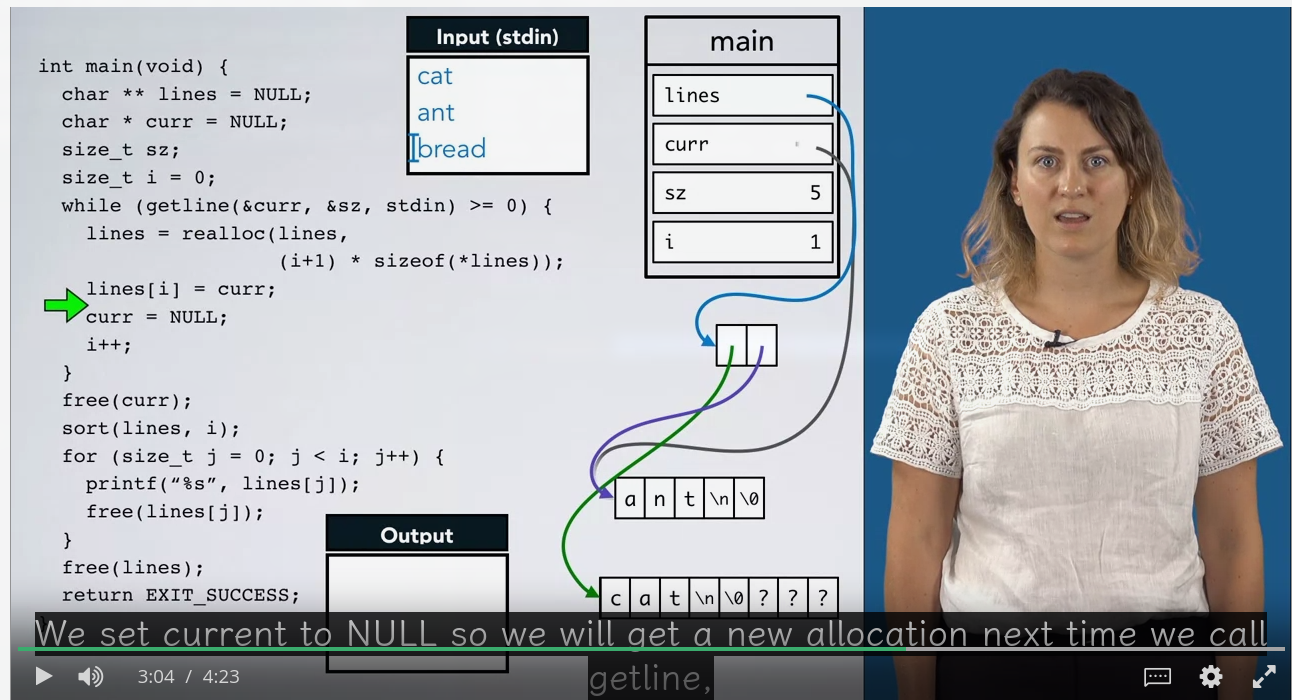 int main(void) {
char ** lines = NULL;
char * curr = NULL;
size_t sz;
size_t i = 0;
while (getline(&curr, &sz, stdin) >= 0) {
lines = realloc(lines,
(i+1) * sizeof(*lines));
lines[i] = curr;
curr = NULL;
i++;
}
free(curr);
sort(lines, i);
for (size_t j = 0; j < i; j++) {
printf(“%s”, lines[j]);
free(lines[j]);
}
free(lines);
return EXIT_SUCCESS;
Input (stdin)
cat
ant
bread
Output
main
lines
curr
sz 5
i 1
a n t \n \0
c a t \n \0 ? ? ?
We set current to NULL so we will get a new allocation next time we call
getline,
3:04 / 4:23